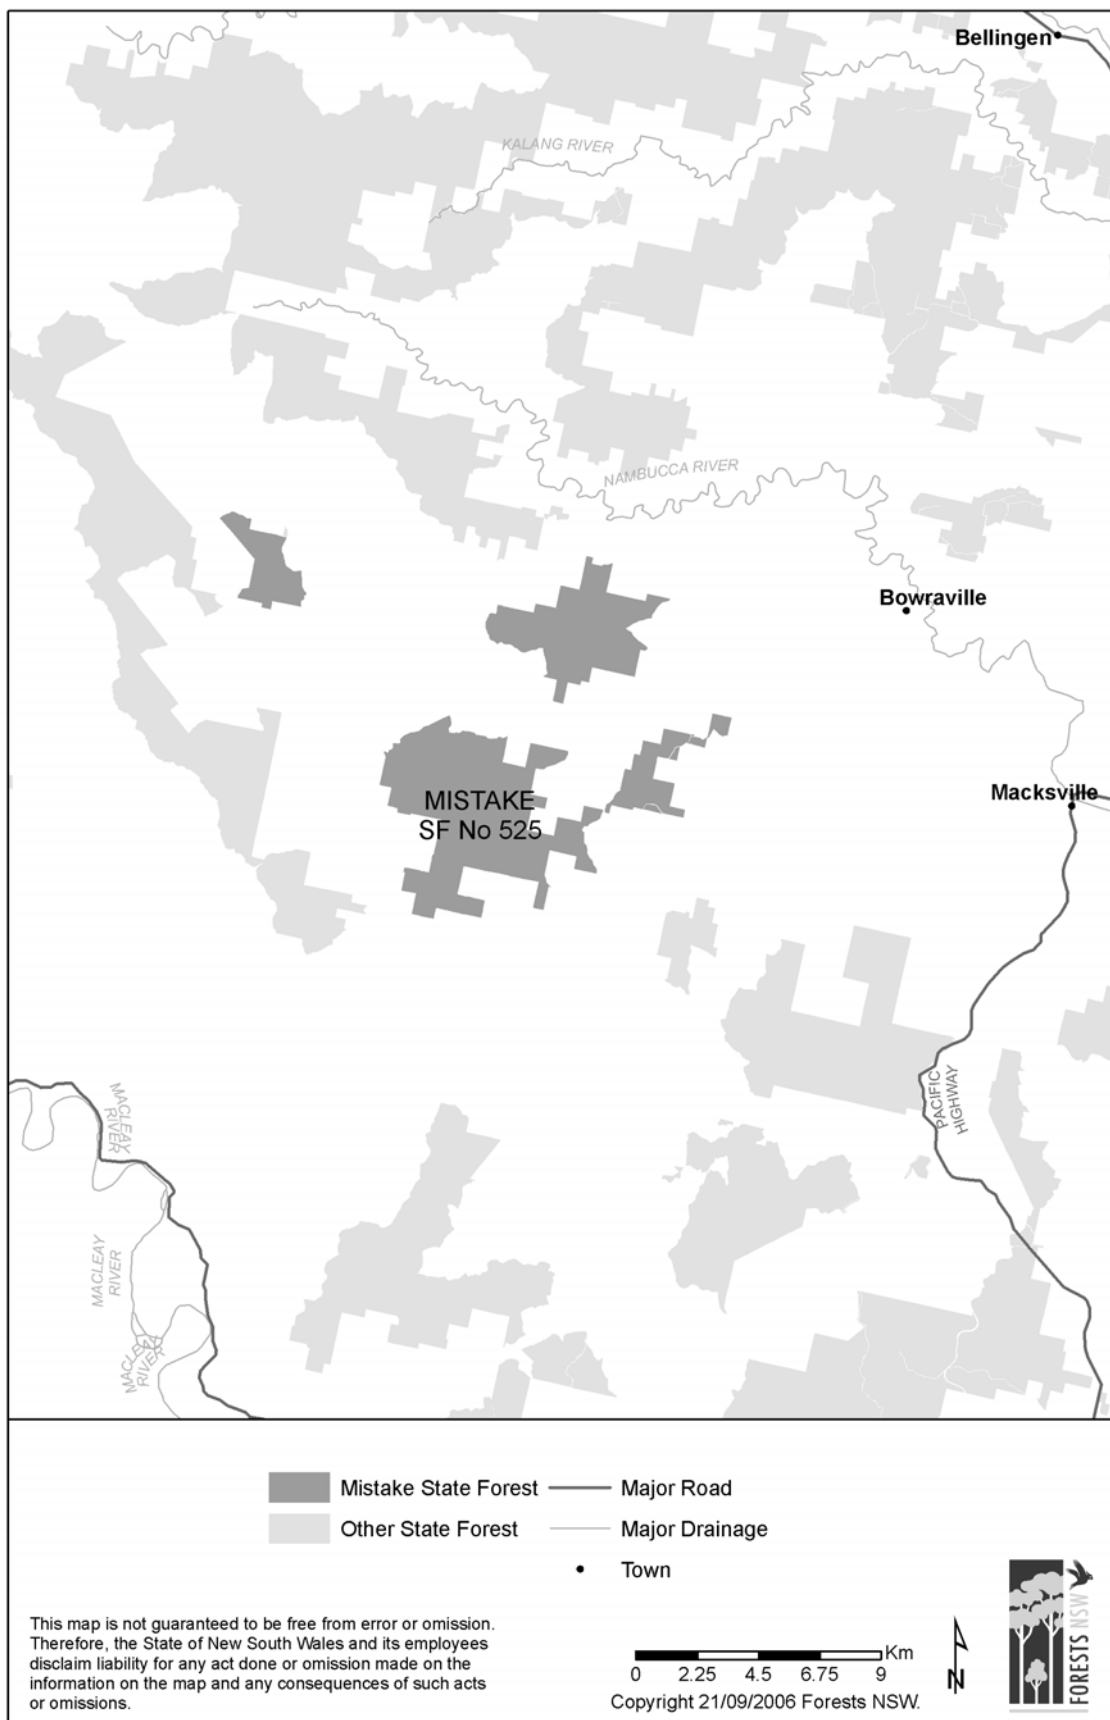 Bellingen
KALANG RIVER
NAMBUCCA RIVER
Bowraville
Macksville
MISTAKE
SF No 525
PACIFIC
HIGHWAY
MACLEAY
RIVER
MACLEAY
RIVER
MACLEAY
RIVER
Mistake State Forest
Major Road
Other State Forest
Major Drainage
Town
This map is not guaranteed to be free from error or omission.
Therefore, the State of New South Wales and its employees
disclaim liability for any act done or omission made on the
information on the map and any consequences of such acts
or omissions.
Km
0 2.25 4.5 6.75 9
Copyright 21/09/2006 Forests NSW.
N
FORESTS NSW